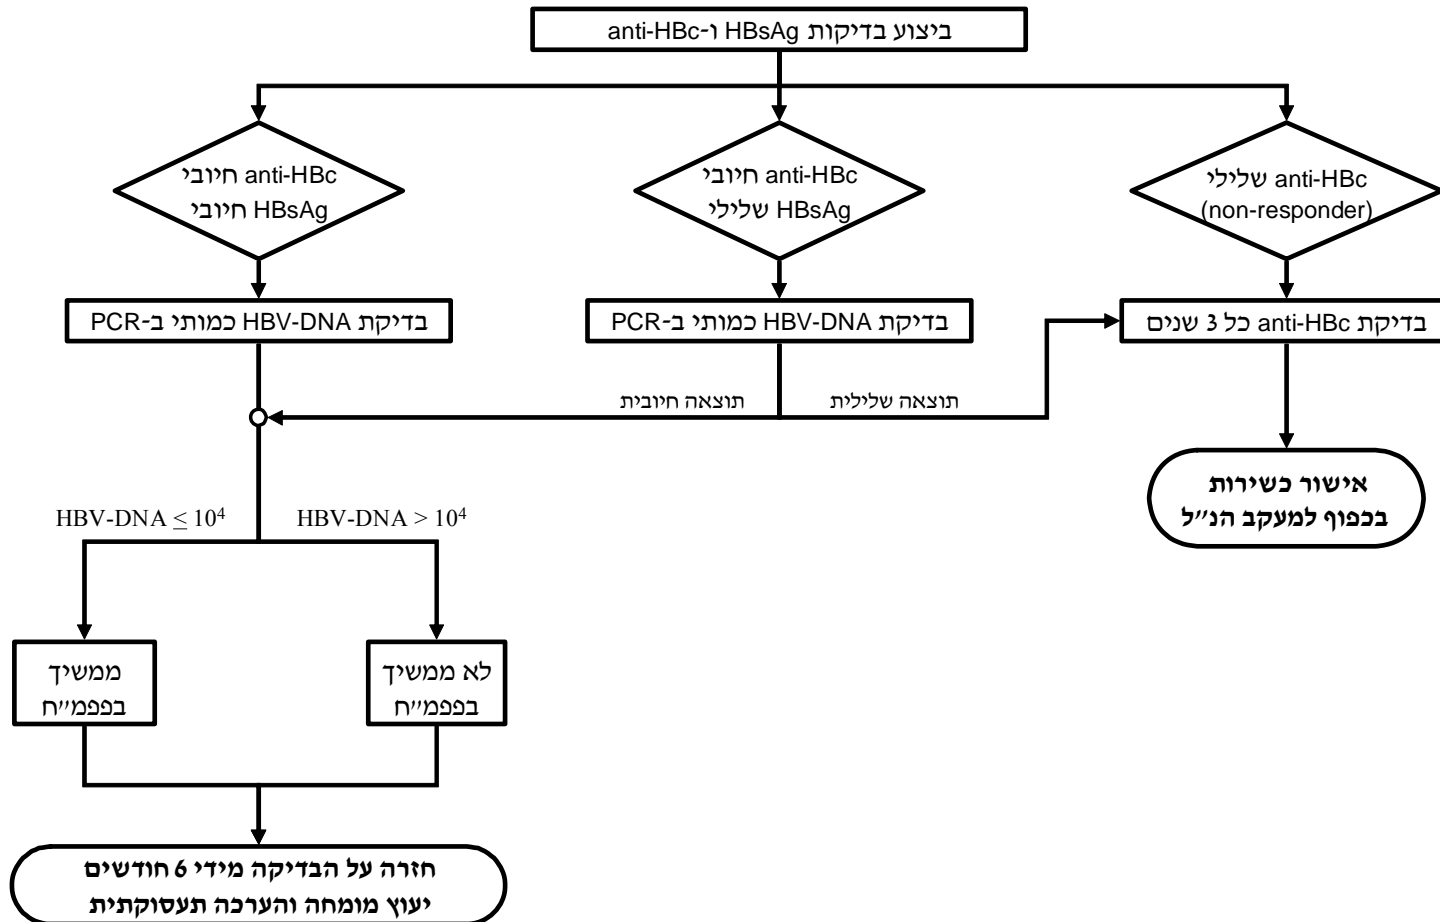 ביצוע בדיקות HBsAg ו-anti-HBc
anti-HBc חיובי
HBsAg חיובי
anti-HBc חיובי
HBsAg שלילי
anti-HBc שלילי
(non-responder)
בדיקת HBV-DNA כמותי ב-PCR
בדיקת HBV-DNA כמותי ב-PCR
בדיקת anti-HBc כל 3 שנים
תוצאה חיובית
תוצאה שלילית
אישור כשירות
בכפוף למעקב הנ״ל
HBV-DNA ≤ 10⁴
HBV-DNA > 10⁴
ממשיך
בפפמ״ח
לא ממשיך
בפפמ״ח
חזרה על הבדיקה מידי 6 חודשים
יעוץ מומחה והערכה תעסוקתית